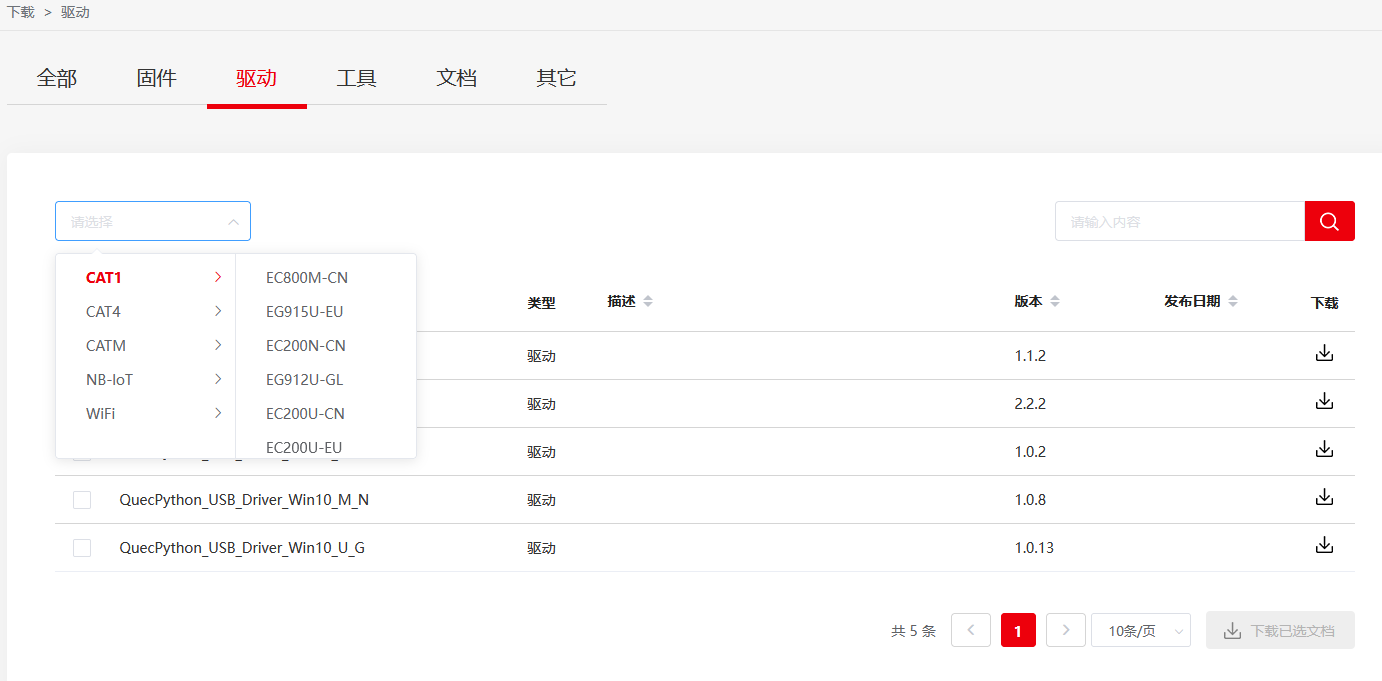 下载 > 驱动
全部 固件 驱动 工具 文档 其它
请选择
请输入内容
CAT1 EC800M-CN
CAT4 EG915U-EU
CATM EC200N-CN
NB-IoT EG912U-GL
WiFi EC200U-CN
EC200U-EU
类型 描述 版本 发布日期 下载
驱动 1.1.2
驱动 2.2.2
驱动 1.0.2
QuecPython_USB_Driver_Win10_M_N 驱动 1.0.8
QuecPython_USB_Driver_Win10_U_G 驱动 1.0.13
共 5 条 1 10条/页 下载已选文档